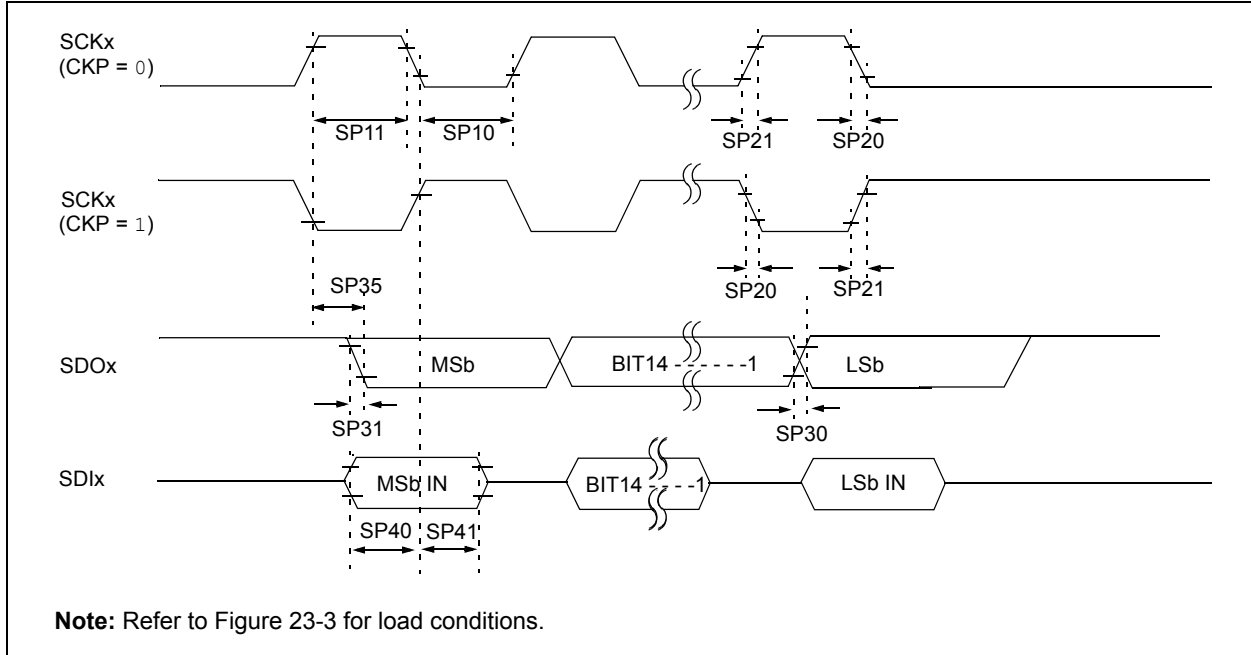 SCKx
(CKP = 0)
SP11
SP10
SP21
SP20
SCKx
(CKP = 1)
SP35
SP20
SP21
SDOx
MSb
BIT14 - - - - - -1
LSb
SP31
SP30
SDIx
MSb IN
BIT14 - - - - -1
LSb IN
SP40
SP41
Note: Refer to Figure 23-3 for load conditions.